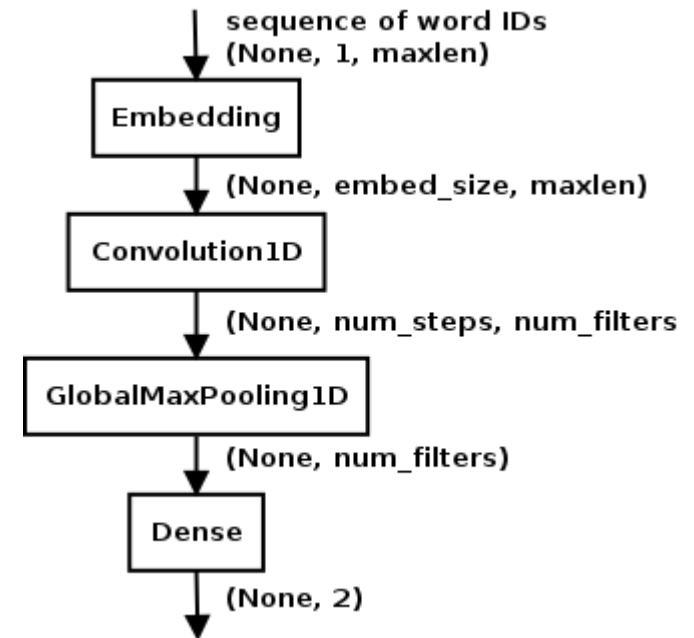 sequence of word IDs
(None, 1, maxlen)
Embedding
(None, embed_size, maxlen)
Convolution1D
(None, num_steps, num_filters
GlobalMaxPooling1D
(None, num_filters)
Dense
(None, 2)